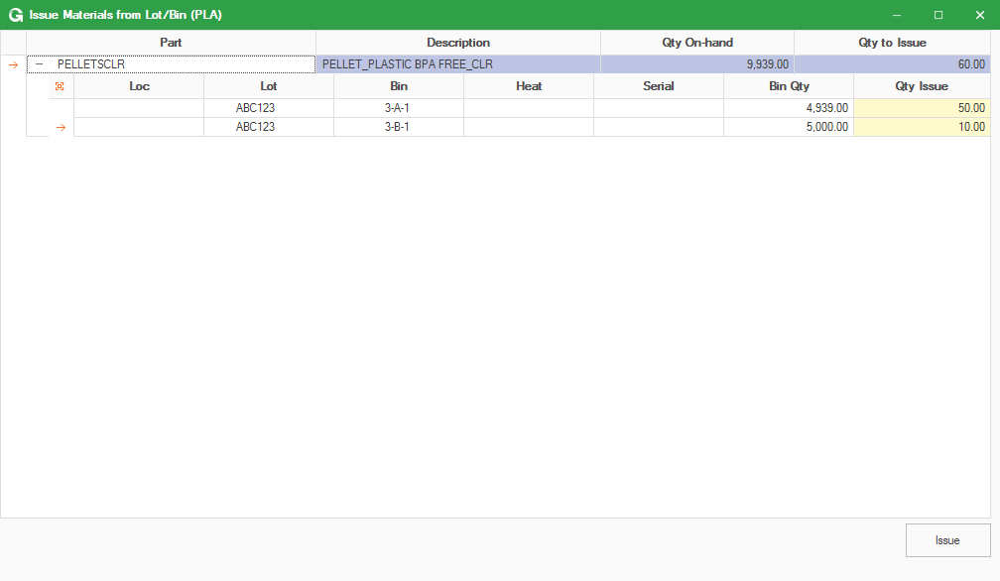 Issue Materials from Lot/Bin (PLA)
Part Description Qty On-hand Qty to Issue
PELLETSCLR PELLET_PLASTIC BPA FREE_CLR 9,939.00 60.00
Loc Lot Bin Heat Serial Bin Qty Qty Issue
ABC123 3-A-1 4,939.00 50.00
ABC123 3-B-1 5,000.00 10.00
Issue